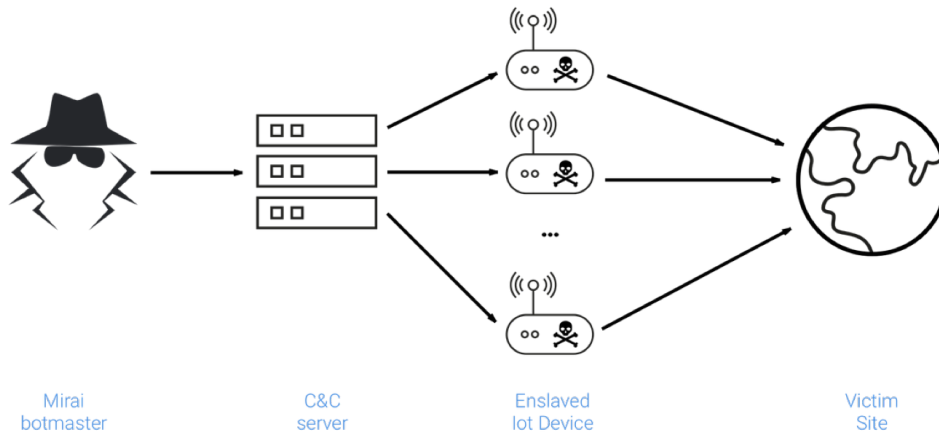 ...
Mirai
botmaster
C&C
server
Enslaved
Iot Device
Victim
Site